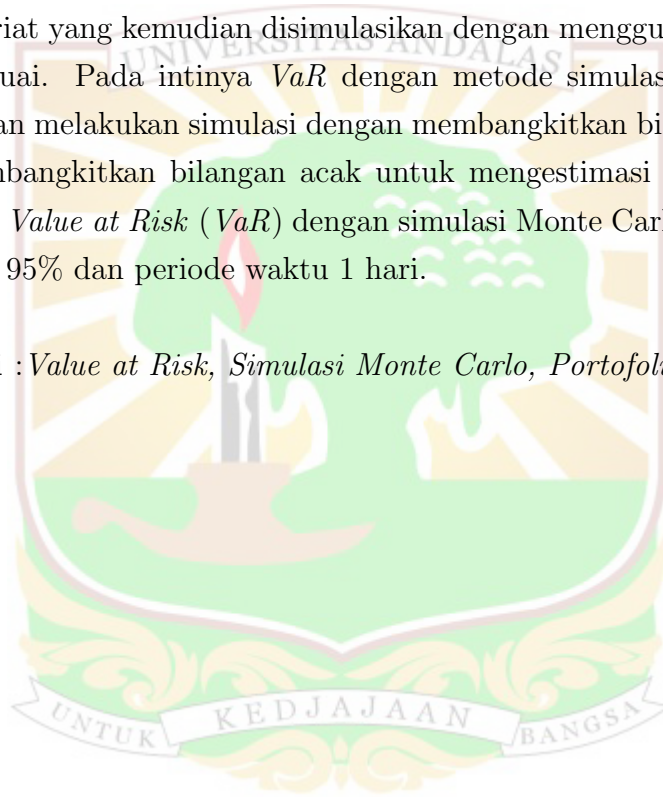 riat yang kemudian disimulasikan dengan menggu
UNIVERSITAS ANDALAS
uai. Pada intinya VaR dengan metode simulas
an melakukan simulasi dengan membangkitkan bi
mbangkitkan bilangan acak untuk mengestimasi
Value at Risk (VaR) dengan simulasi Monte Carl
95% dan periode waktu 1 hari.
: Value at Risk, Simulasi Monte Carlo, Portofoli
UNTUK KEDJAJAAN BANGSA